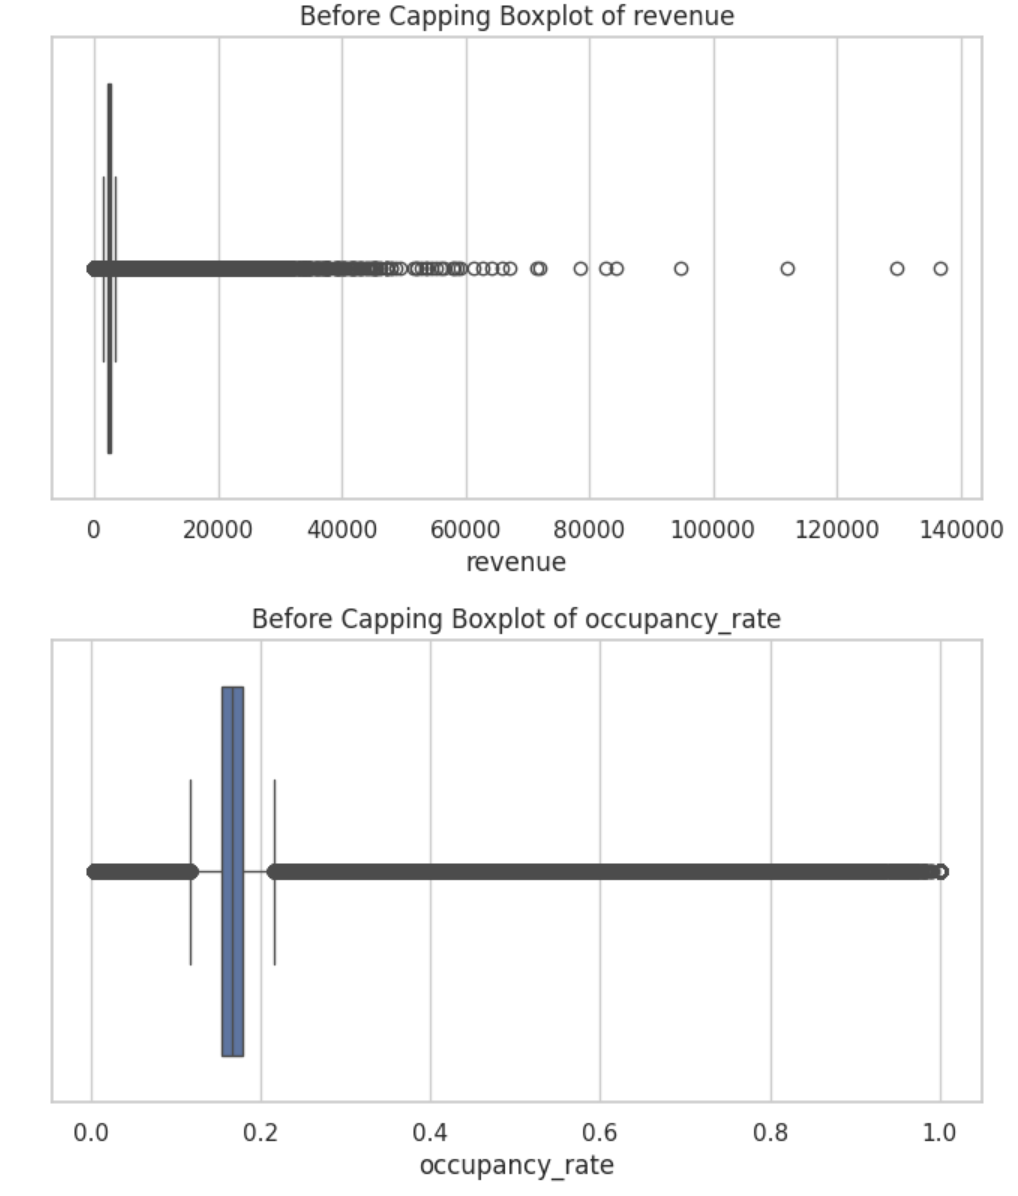 Before Capping Boxplot of revenue
0 20000 40000 60000 80000 100000 120000 140000
revenue
Before Capping Boxplot of occupancy_rate
0.0 0.2 0.4 0.6 0.8 1.0
occupancy_rate